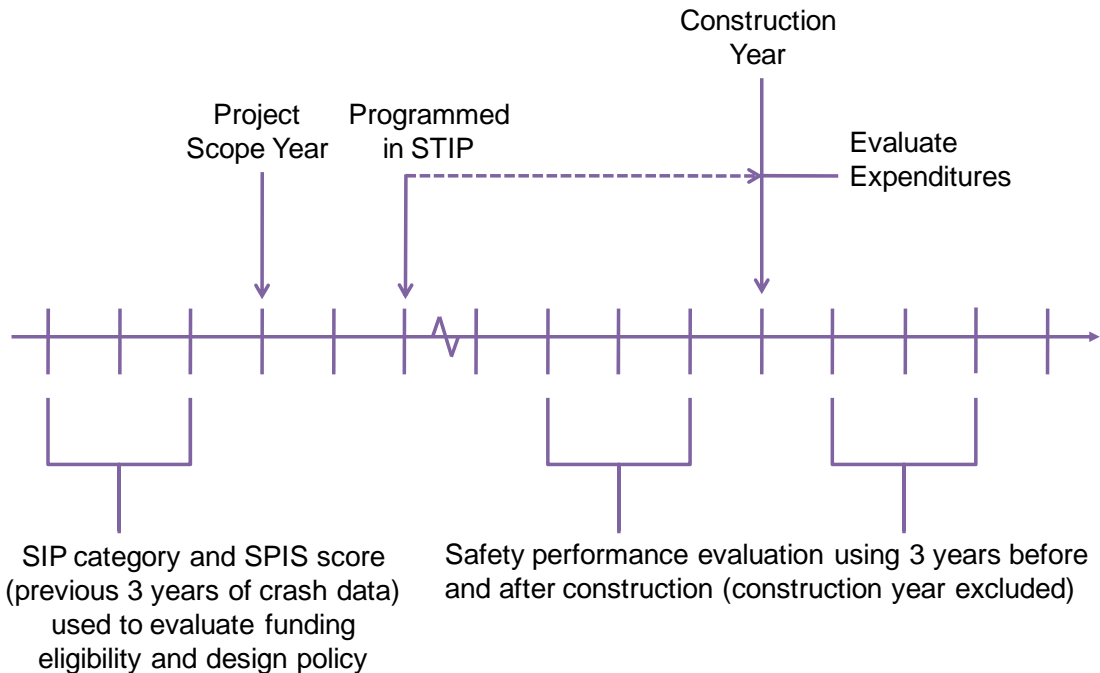 Construction
Year
Project
Scope Year
Programmed
in STIP
Evaluate
Expenditures
SIP category and SPIS score
(previous 3 years of crash data)
used to evaluate funding
eligibility and design policy
Safety performance evaluation using 3 years before
and after construction (construction year excluded)